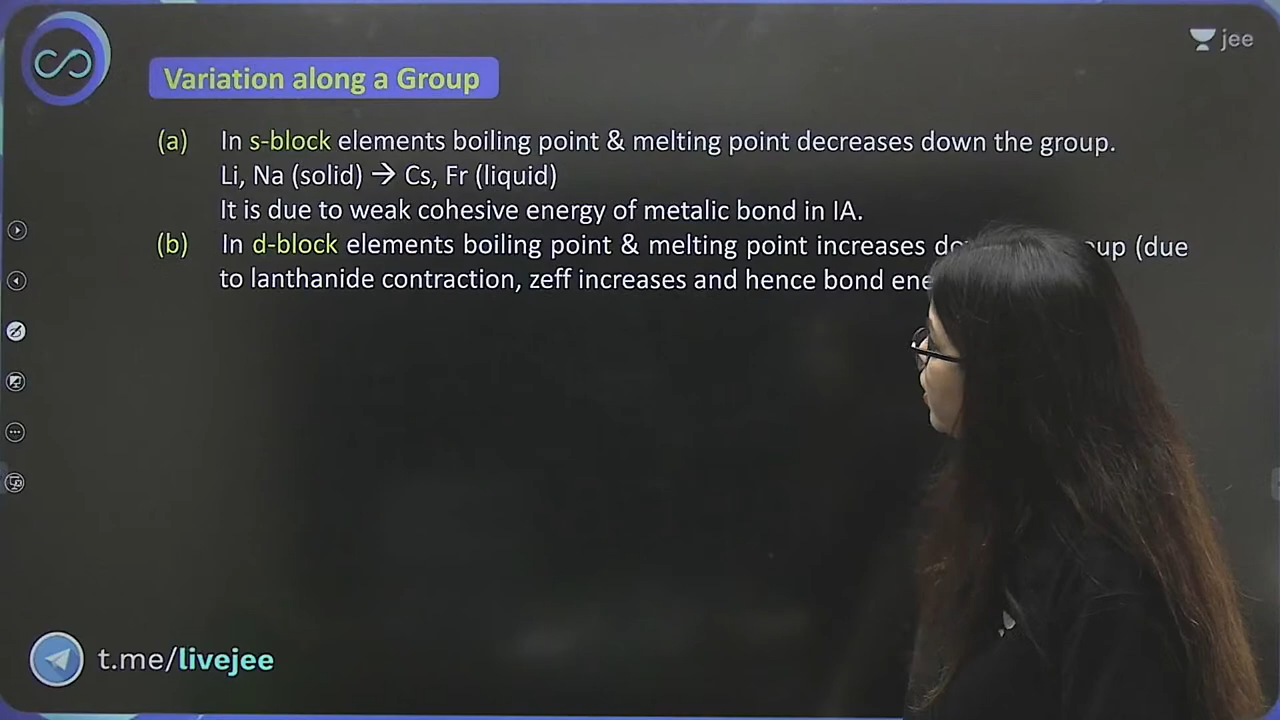 jee
Variation along a Group
(a) In s-block elements boiling point & melting point decreases down the group.
Li, Na (solid) → Cs, Fr (liquid)
It is due to weak cohesive energy of metalic bond in IA.
(b) In d-block elements boiling point & melting point increases (due
to lanthanide contraction, zeff increases and hence bond
t.me/livejee